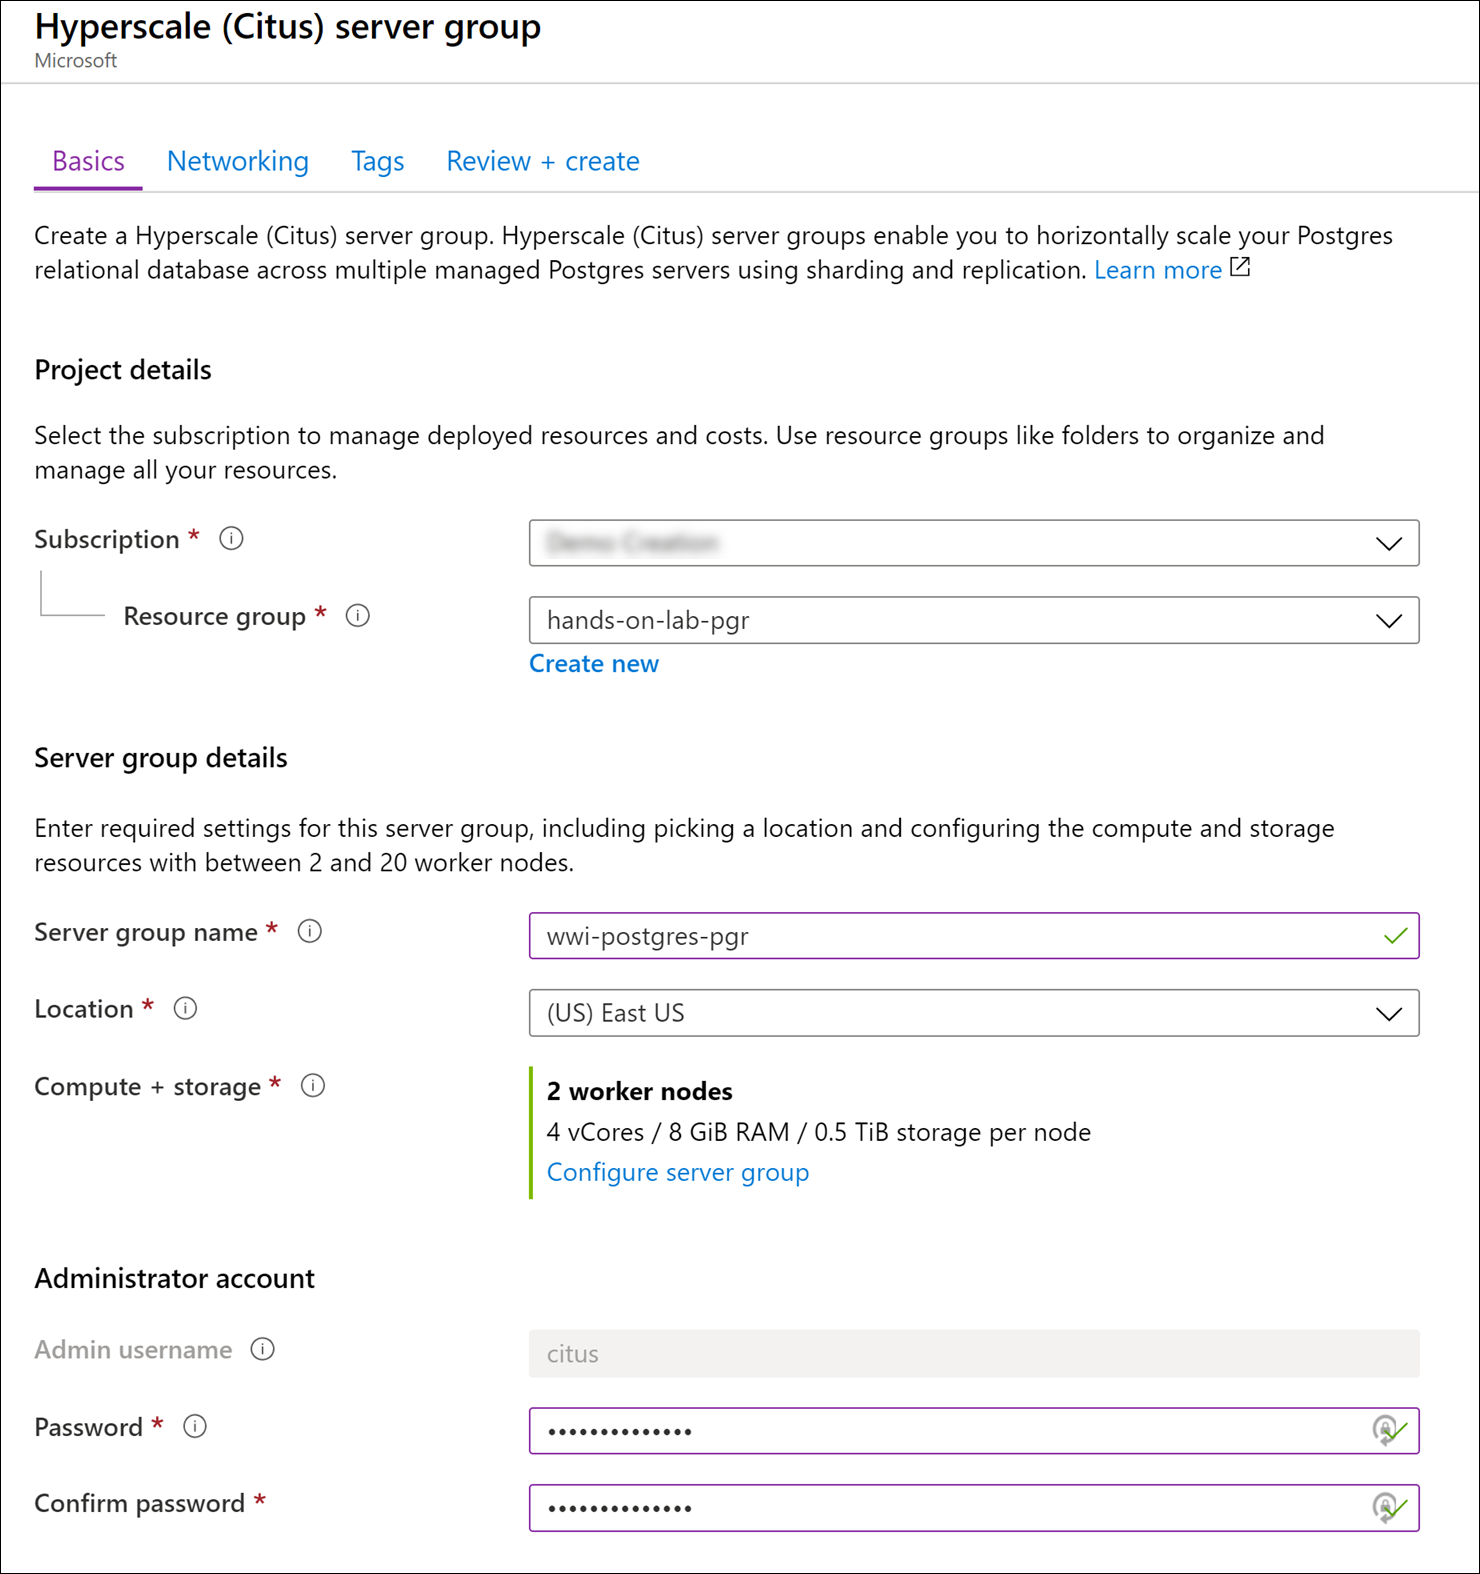 Hyperscale (Citus) server group
Microsoft
Basics Networking Tags Review + create
Create a Hyperscale (Citus) server group. Hyperscale (Citus) server groups enable you to horizontally scale your Postgres
relational database across multiple managed Postgres servers using sharding and replication. Learn more
Project details
Select the subscription to manage deployed resources and costs. Use resource groups like folders to organize and
manage all your resources.
Subscription *
Resource group * hands-on-lab-pgr
Create new
Server group details
Enter required settings for this server group, including picking a location and configuring the compute and storage
resources with between 2 and 20 worker nodes.
Server group name * wwi-postgres-pgr
Location * (US) East US
Compute + storage * 2 worker nodes
4 vCores / 8 GiB RAM / 0.5 TiB storage per node
Configure server group
Administrator account
Admin username citus
Password * ••••••••••••••
Confirm password * ••••••••••••••